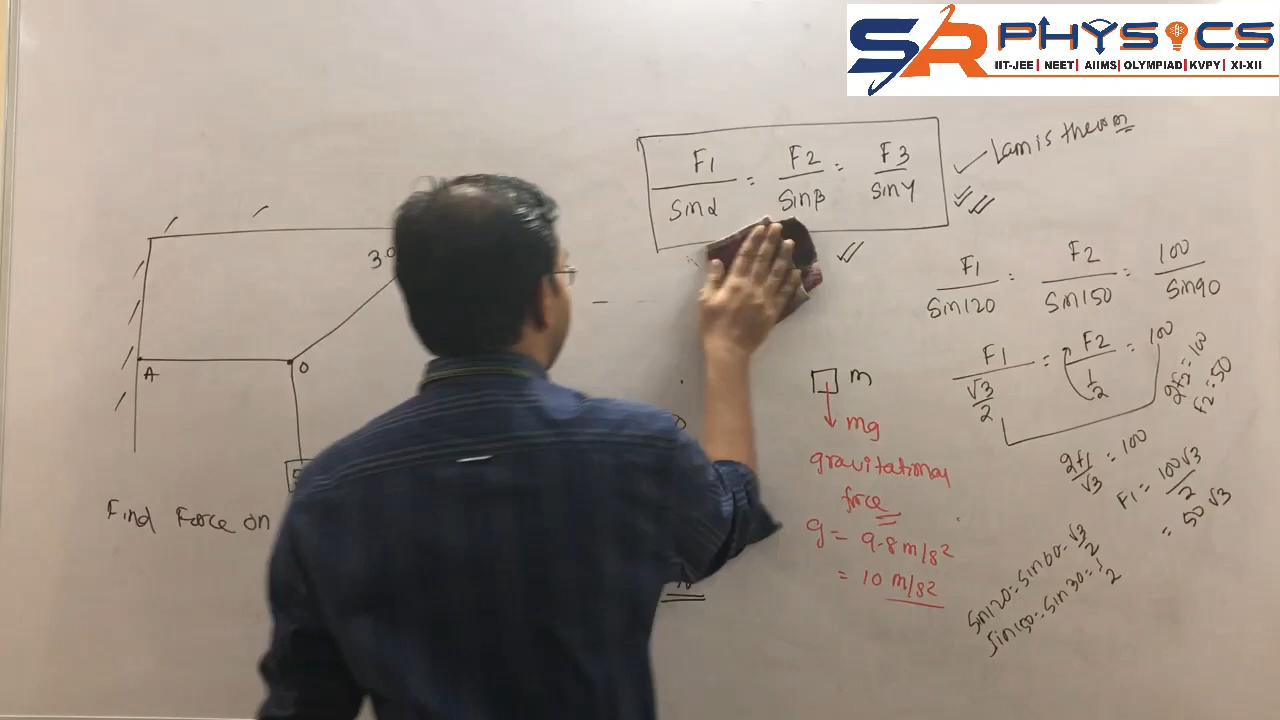 SR PHYSICS
IIT-JEE | NEET | AIIMS | OLYMPIAD | KVPY | XI-XII
F1/sinα = F2/sinβ = F3/sinγ
Lamis therom
30
A
O
Find Force on
F1/sin120 = F2/sin150 = 100/sin90
F1/(√3/2) = F2/(1/2) = 100
2F2 = 100
F2 = 50
2f1/√3 = 100
F1 = 100√3/2
= 50√3
sin120 = sin60 = √3/2
sin150 = sin30 = 1/2
m
mg
gravitational
force
g = 9.8 m/s2
= 10 m/s2
N